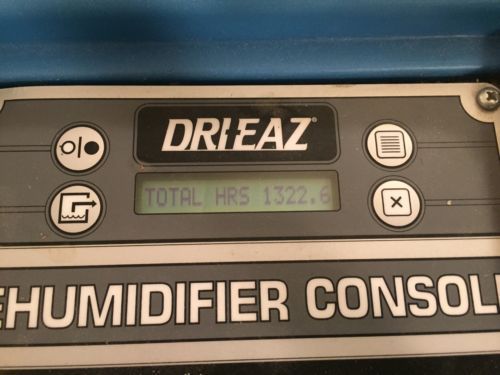 DRI-EAZ®
TOTAL HRS 1322.6
EHUMIDIFIER CONSOL